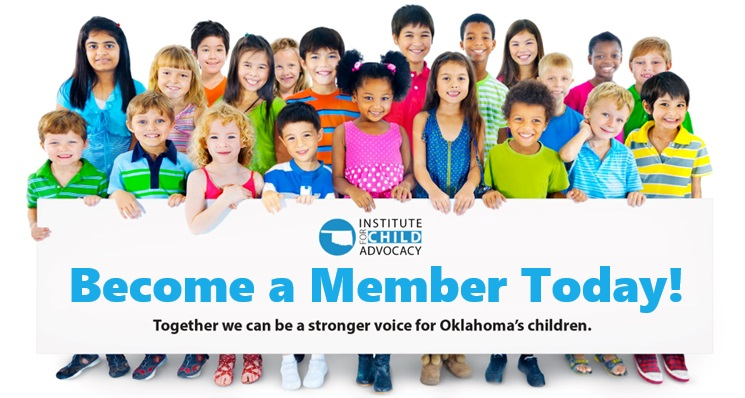 INSTITUTE
FOR CHILD
ADVOCACY
Become a Member Today!
Together we can be a stronger voice for Oklahoma's children.